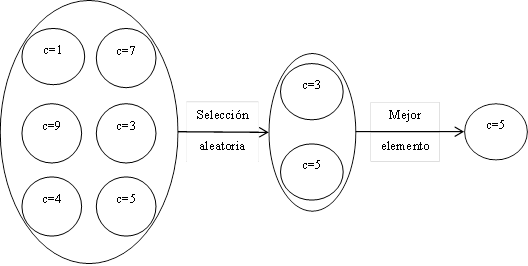 c=1
c=7
c=9
c=3
c=4
c=5
Selección
aleatoria
c=3
c=5
Mejor
elemento
c=5